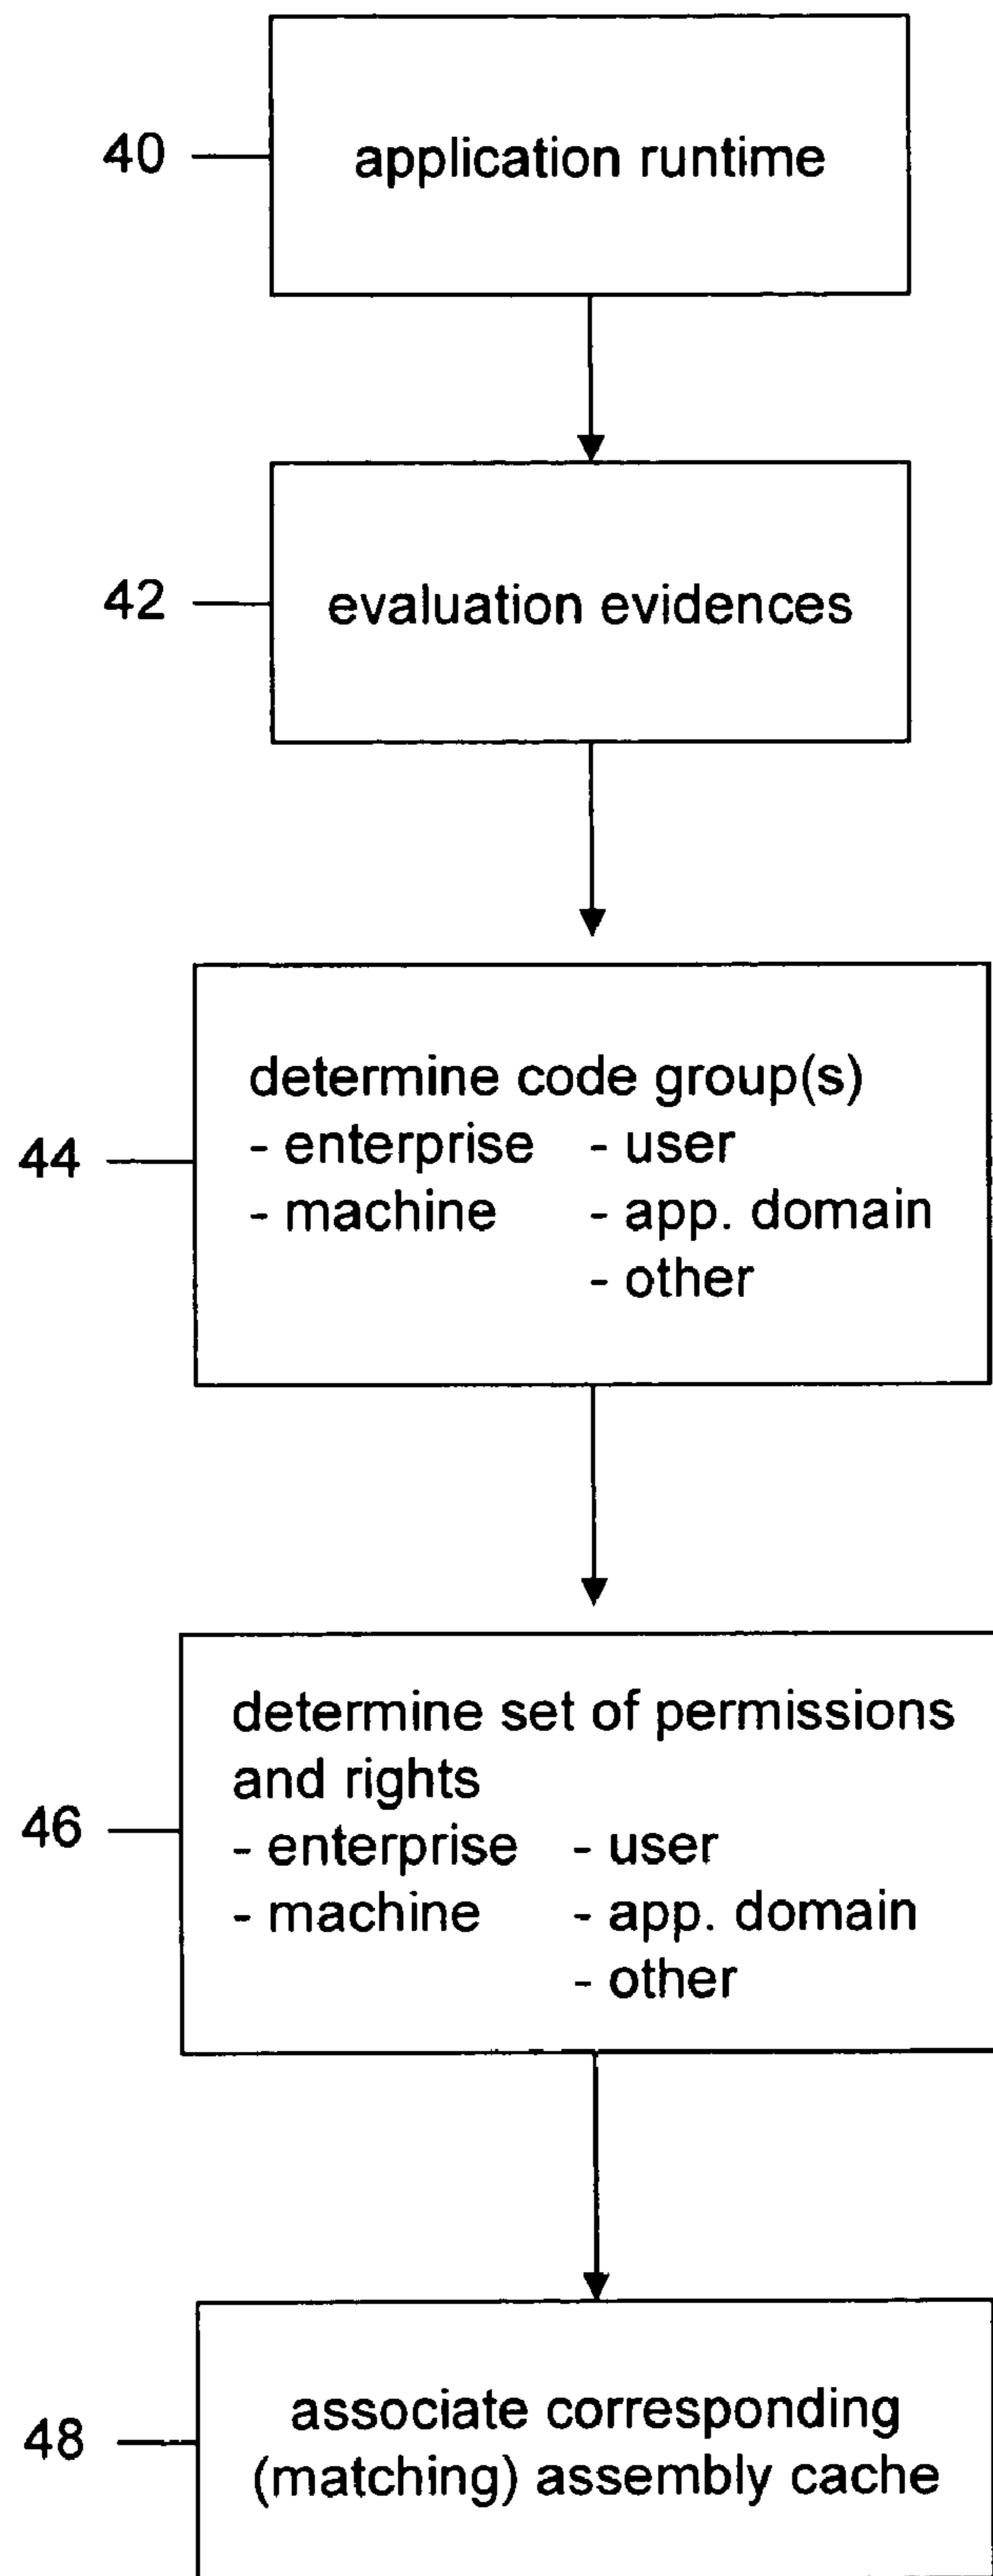 40
application runtime
42
evaluation evidences
44
determine code group(s)
- enterprise - user
- machine - app. domain
- other
46
determine set of permissions
and rights
- enterprise - user
- machine - app. domain
- other
48
associate corresponding
(matching) assembly cache